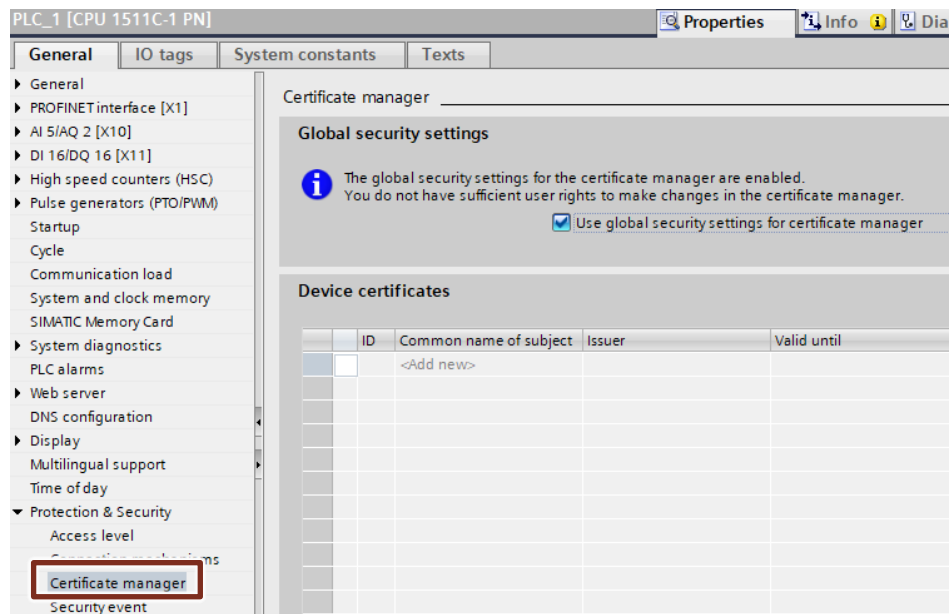 PLC_1 [CPU 1511C-1 PN]
Properties
Info
Dia
General
IO tags
System constants
Texts
General
PROFINET interface [X1]
AI 5/AQ 2 [X10]
DI 16/DQ 16 [X11]
High speed counters (HSC)
Pulse generators (PTO/PWM)
Startup
Cycle
Communication load
System and clock memory
SIMATIC Memory Card
System diagnostics
PLC alarms
Web server
DNS configuration
Display
Multilingual support
Time of day
Protection & Security
Access level
Connection mechanisms
Certificate manager
Security event
Certificate manager
Global security settings
The global security settings for the certificate manager are enabled.
You do not have sufficient user rights to make changes in the certificate manager.
Use global security settings for certificate manager
Device certificates
ID Common name of subject Issuer Valid until
<Add new>